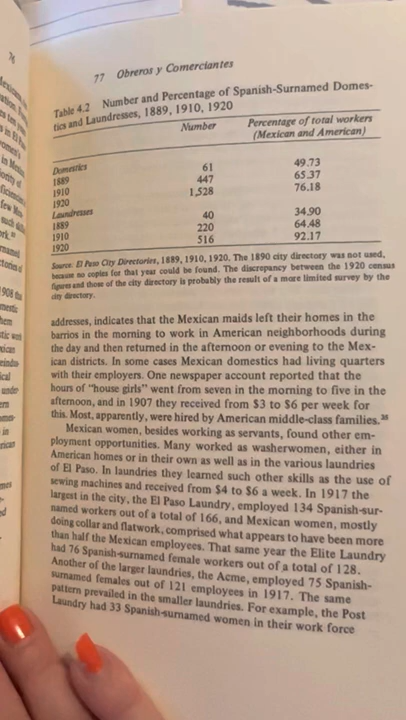 77 Obreros y Comerciantes
Table 4.2 Number and Percentage of Spanish-Surnamed Domes-
tics and Laundresses, 1889, 1910, 1920
Number Percentage of total workers
(Mexican and American)
Domestics
1889 61 49.73
1910 447 65.37
1920 1,528 76.18
Laundresses
1889 40 34.90
1910 220 64.48
1920 516 92.17
Source: El Paso City Directories, 1889, 1910, 1920. The 1890 city directory was not used,
because no copies for that year could be found. The discrepancy between the 1920 census
figures and those of the city directory is probably the result of a more limited survey by the
city directory.
addresses, indicates that the Mexican maids left their homes in the
barrios in the morning to work in American neighborhoods during
the day and then returned in the afternoon or evening to the Mex-
ican districts. In some cases Mexican domestics had living quarters
with their employers. One newspaper account reported that the
hours of "house girls" went from seven in the morning to five in the
afternoon, and in 1907 they received from $3 to $6 per week for
this. Most, apparently, were hired by American middle-class families.
Mexican women, besides working as servants, found other em-
ployment opportunities. Many worked as washerwomen, either in
American homes or in their own as well as in the various laundries
of El Paso. In laundries they learned such other skills as the use of
sewing machines and received from $4 to $6 a week. In 1917 the
largest in the city, the El Paso Laundry, employed 134 Spanish-sur-
named workers out of a total of 166, and Mexican women, mostly
doing collar and flatwork, comprised what appears to have been more
than half the Mexican employees. That same year the Elite Laundry
had 76 Spanish-surnamed female workers out of a total of 128.
Another of the larger laundries, the Acme, employed 75 Spanish-
surnamed females out of 121 employees in 1917. The same
pattern prevailed in the smaller laundries. For example, the Post
Laundry had 33 Spanish-surnamed women in their work force